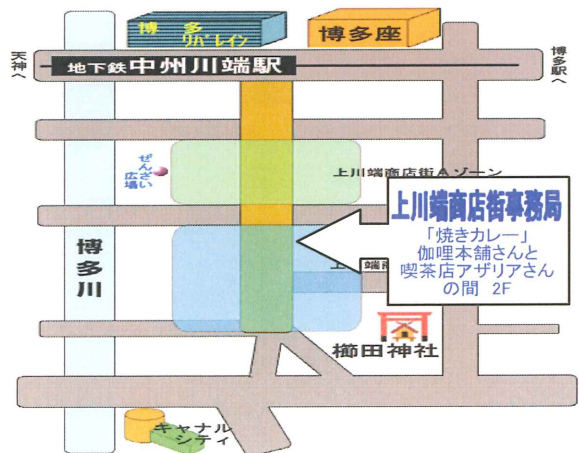 博多
リバレイン
博多座
天神へ
地下鉄 中州川端駅
博多駅へ
ぜんざい
広場
上川端商店街Aゾーン
上川端商店街事務局
「焼きカレー」
伽哩本舗さんと
喫茶店アザリアさん
の間 2F
上川端商
博多川
櫛田神社
キャナル
シティ